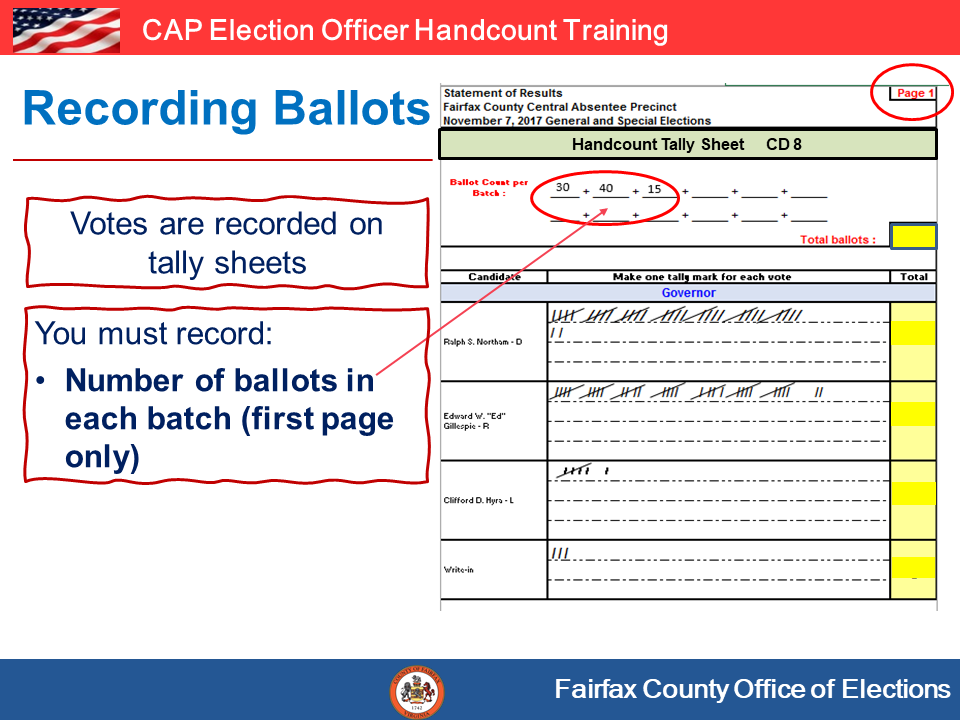 CAP Election Officer Handcount Training
Recording Ballots
Votes are recorded on
tally sheets
You must record:
• Number of ballots in
each batch (first page
only)
Statement of Results
Page 1
Fairfax County Central Absentee Precinct
November 7, 2017 General and Special Elections
Handcount Tally Sheet CD 8
Ballot Count per
Batch :
30 + 40 + 15 + + +
+ + + + +
Total ballots :
Candidate Make one tally mark for each vote Total
Governor
Ralph S. Northam - D
Edward W. "Ed"
Gillespie - R
Clifford D. Hyra - L
Write-in
Fairfax County Office of Elections